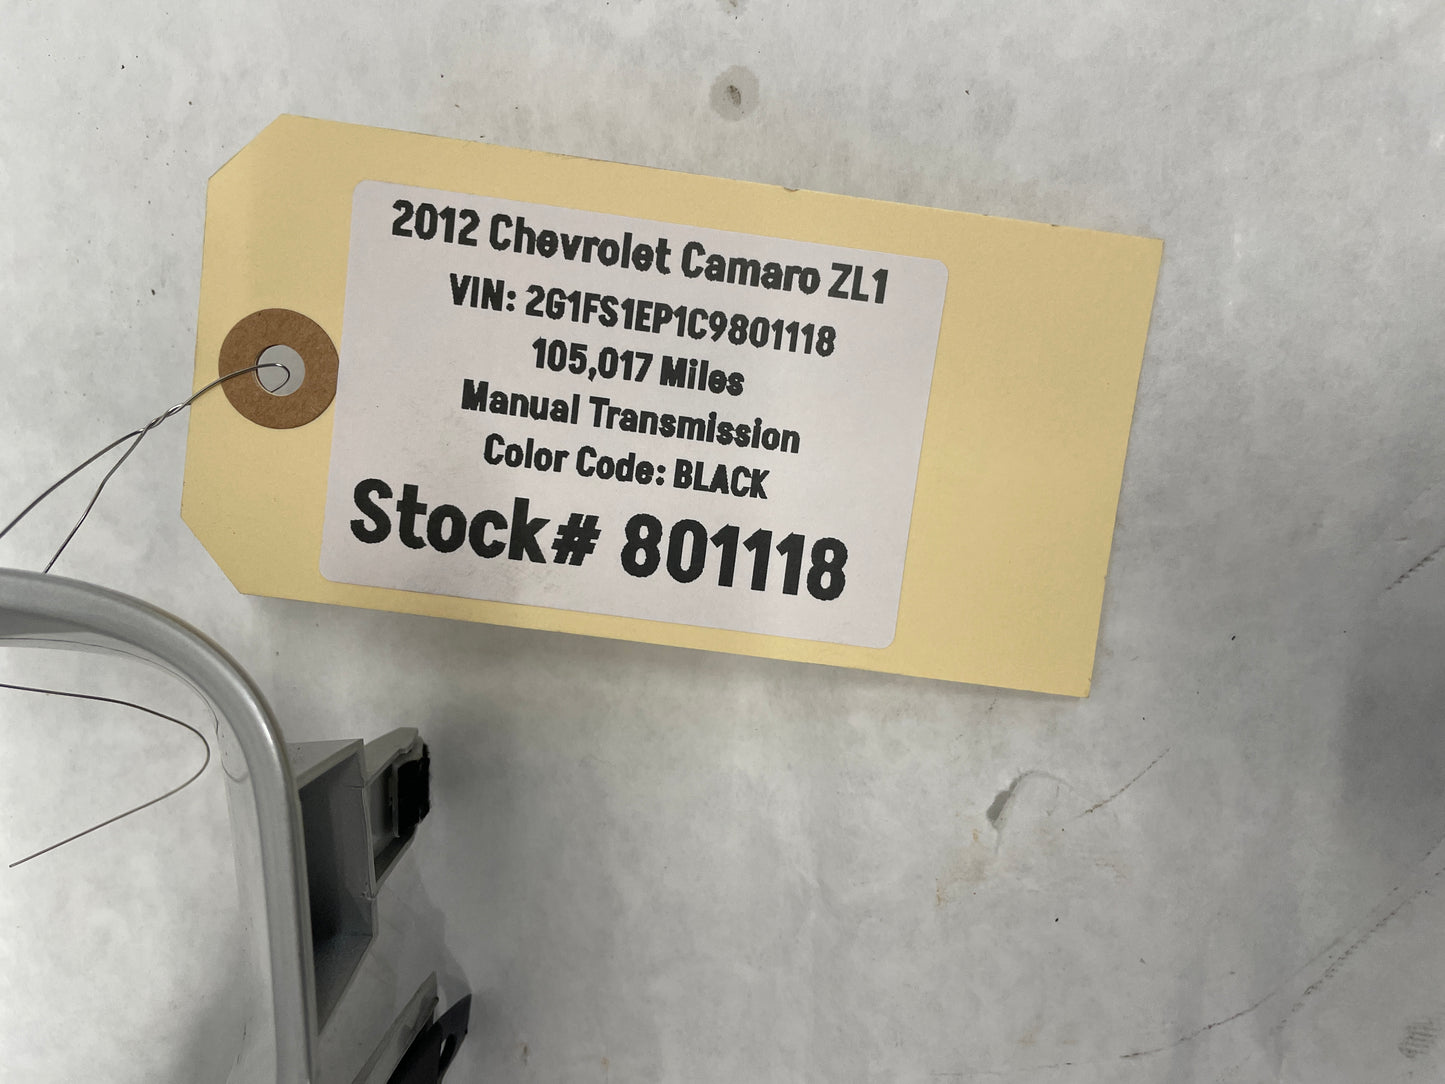 2012 Chevrolet Camaro ZL1
VIN: 2G1FS1EP1C9801118
105,017 Miles
Manual Transmission
Color Code: BLACK
Stock# 801118